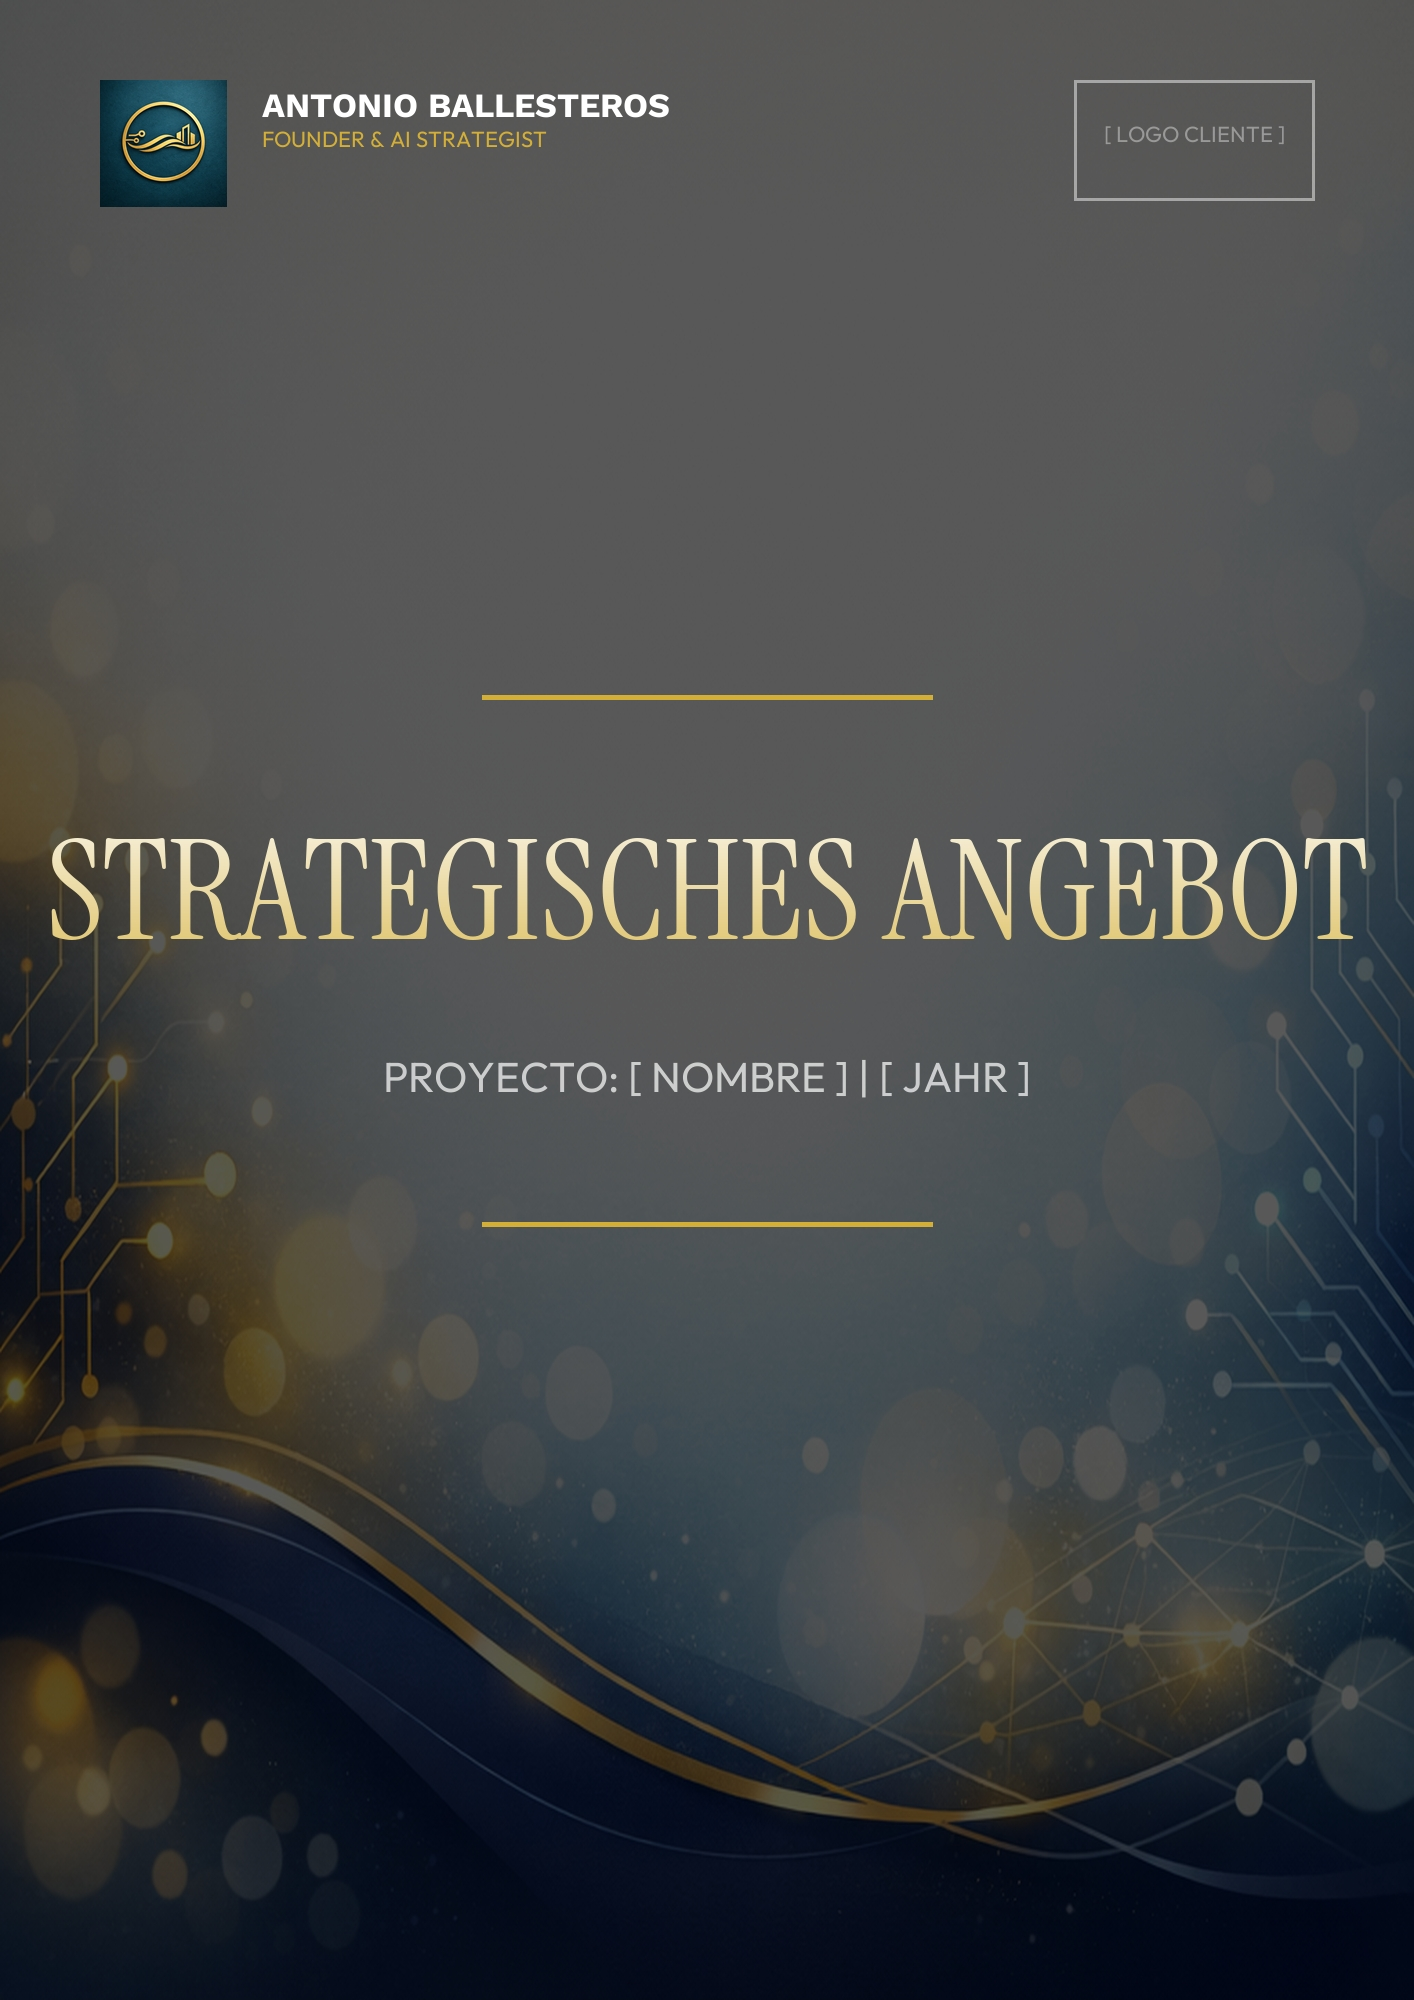 ANTONIO BALLESTEROS
FOUNDER & AI STRATEGIST
[ LOGO CLIENTE ]
STRATEGISCHES ANGEBOT
PROYECTO: [ NOMBRE ] | [ JAHR ]